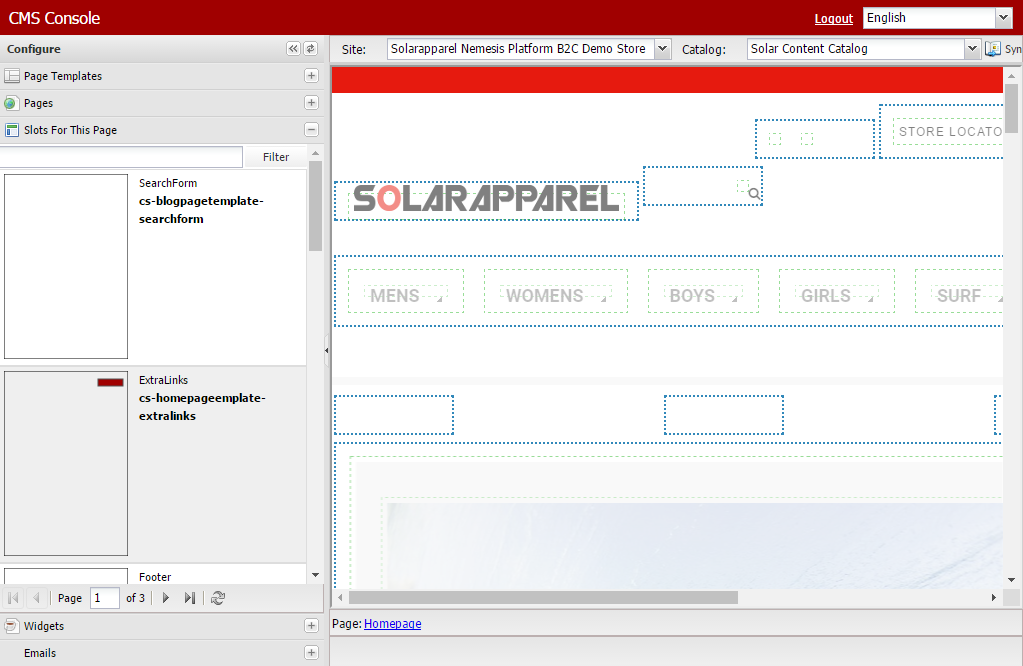 CMS Console
Logout
English
Configure
Site:
Solarapparel Nemesis Platform B2C Demo Store
Catalog:
Solar Content Catalog
Syn
Page Templates
Pages
Slots For This Page
Filter
SearchForm
cs-blogpagetemplate-
searchform
ExtraLinks
cs-homepageemplate-
extralinks
Footer
Page
1
of 3
Widgets
Emails
STORE LOCATO
SOLARAPPAREL
MENS
WOMENS
BOYS
GIRLS
SURF
Page: Homepage